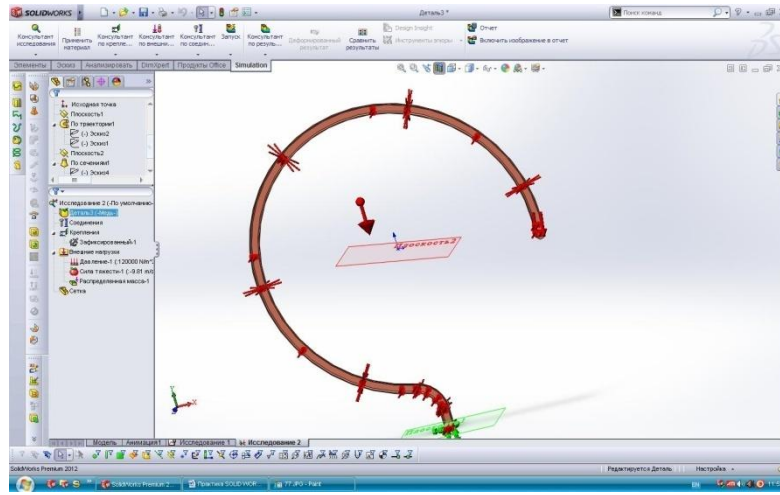 SOLIDWORKS
Деталь3 *
Поиск команд
Консультант исследования
Применить материал
Консультант по крепле...
Консультант по внешни...
Консультант по соедин...
Запуск
Консультант по резуль...
Деформированный результат
Сравнить результаты
Design Insight
Инструменты эпюры
Отчет
Включить изображение в отчет
Элементы Эскиз Анализировать DimXpert Продукты Office Simulation
Исходная точка
Плоскость1
По траектории1
(-) Эскиз2
(-) Эскиз1
Плоскость2
По сечениям1
(-) Эскиз4
Исследование 2 (-По умолчанию-
Деталь3 (-Медь-)
Соединения
Крепления
Зафиксированный-1
Внешние нагрузки
Давление-1 (:120000 N/m^
Сила тяжести-1 (:-9.81 m/s
Распределенная масса-1
Сетка
Плоскость2
Модель Анимация1 Исследование 1 Исследование 2
SolidWorks Premium 2012
Редактируется Деталь
Настройка
SolidWorks Premium 2...
Практика SOLID WOR...
77.JPG - Paint
EN